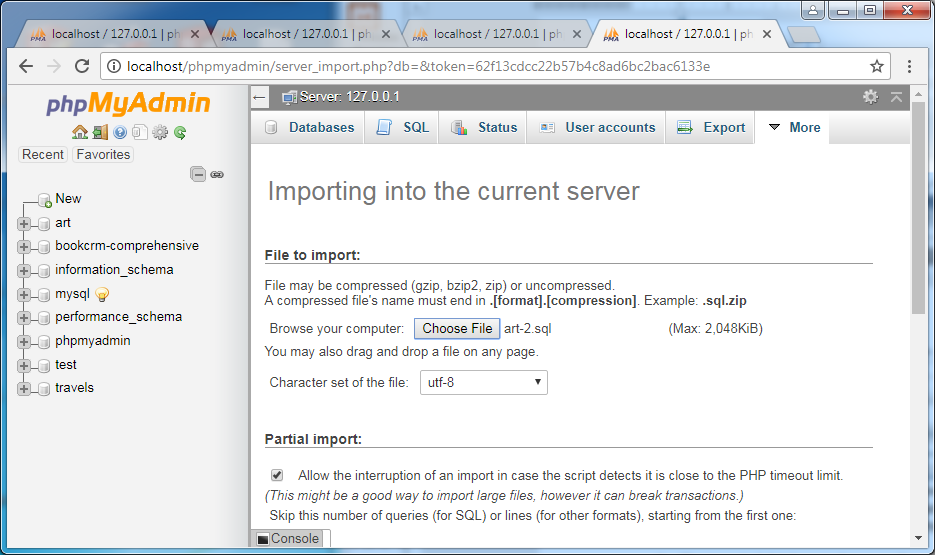 localhost / 127.0.0.1 | ph
localhost / 127.0.0.1 | ph
localhost / 127.0.0.1 | ph
localhost / 127.0.0.1 | ph
localhost/phpmyadmin/server_import.php?db=&token=62f13cdcc22b57b4c8ad6bc2bac6133e
phpMyAdmin
Recent
Favorites
New
art
bookcrm-comprehensive
information_schema
mysql
performance_schema
phpmyadmin
test
travels
Server: 127.0.0.1
Databases
SQL
Status
User accounts
Export
More
Importing into the current server
File to import:
File may be compressed (gzip, bzip2, zip) or uncompressed.
A compressed file's name must end in .[format].[compression]. Example: .sql.zip
Browse your computer: Choose File art-2.sql (Max: 2,048KiB)
You may also drag and drop a file on any page.
Character set of the file: utf-8
Partial import:
Allow the interruption of an import in case the script detects it is close to the PHP timeout limit.
(This might be a good way to import large files, however it can break transactions.)
Skip this number of queries (for SQL) or lines (for other formats), starting from the first one:
Console